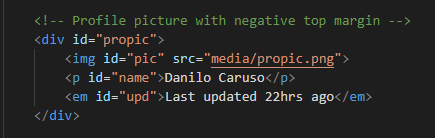 <!-- Profile picture with negative top margin -->
<div id="propic">
<img id="pic" src="media/propic.png">
<p id="name">Danilo Caruso</p>
<em id="upd">Last updated 22hrs ago</em>
</div>